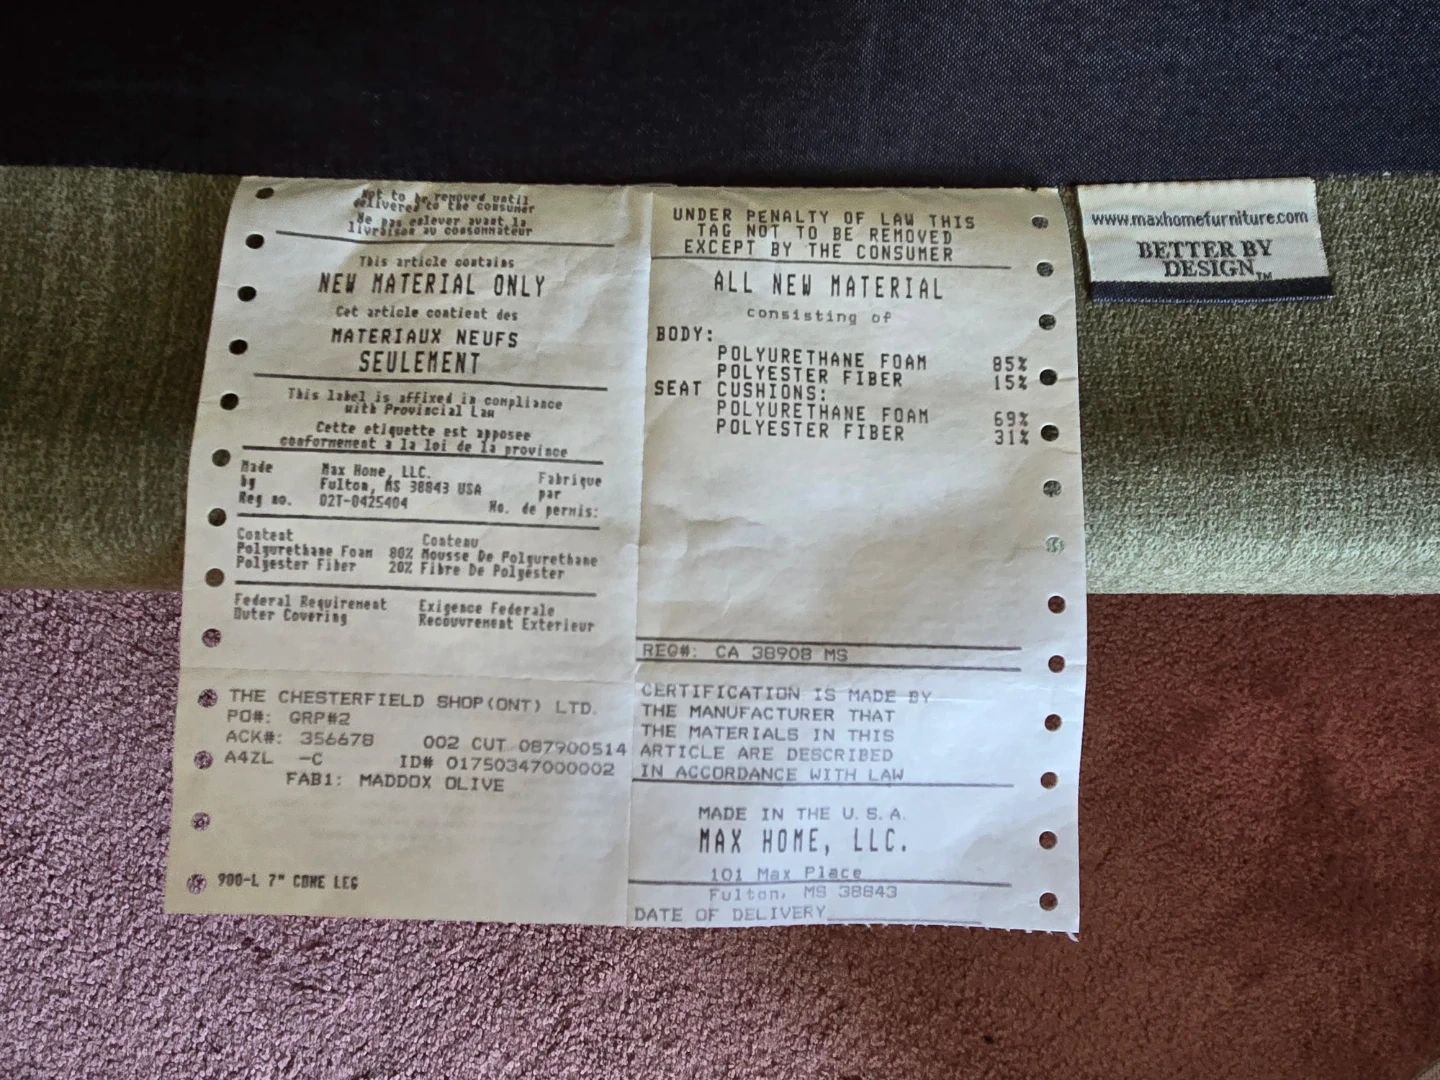 Not to be removed until
delivered to the consumer
Ne pas enlever avant la
livraison au consommateur
This article contains
NEW MATERIAL ONLY
Cet article contient des
MATERIAUX NEUFS
SEULEMENT
This label is affixed in compliance
with Provincial Law
Cette etiquette est apposee
conformement a la loi de la province
Made Max Home, LLC. Fabrique
by Fulton, MS 38843 USA par
Reg no. 02T-0425404 No. de permis:
Content Contenu
Polyurethane Foam 80% Mousse De Polyurethane
Polyester Fiber 20% Fibre De Polyester
Federal Requirement Exigence Federale
Outer Covering Recouvrement Exterieur
THE CHESTERFIELD SHOP(ONT) LTD.
PO#: GRP#2
ACK#: 356678 002 CUT 087900514
A4ZL -C ID# 01750347000002
FAB1: MADDOX OLIVE
900-L 7" CONE LEG
UNDER PENALTY OF LAW THIS
TAG NOT TO BE REMOVED
EXCEPT BY THE CONSUMER
ALL NEW MATERIAL
consisting of
BODY:
POLYURETHANE FOAM 85%
POLYESTER FIBER 15%
SEAT CUSHIONS:
POLYURETHANE FOAM 69%
POLYESTER FIBER 31%
REG#: CA 38908 MS
CERTIFICATION IS MADE BY
THE MANUFACTURER THAT
THE MATERIALS IN THIS
ARTICLE ARE DESCRIBED
IN ACCORDANCE WITH LAW
MADE IN THE U.S.A.
MAX HOME, LLC.
101 Max Place
Fulton, MS 38843
DATE OF DELIVERY
www.maxhomefurniture.com
BETTER BY
DESIGN™